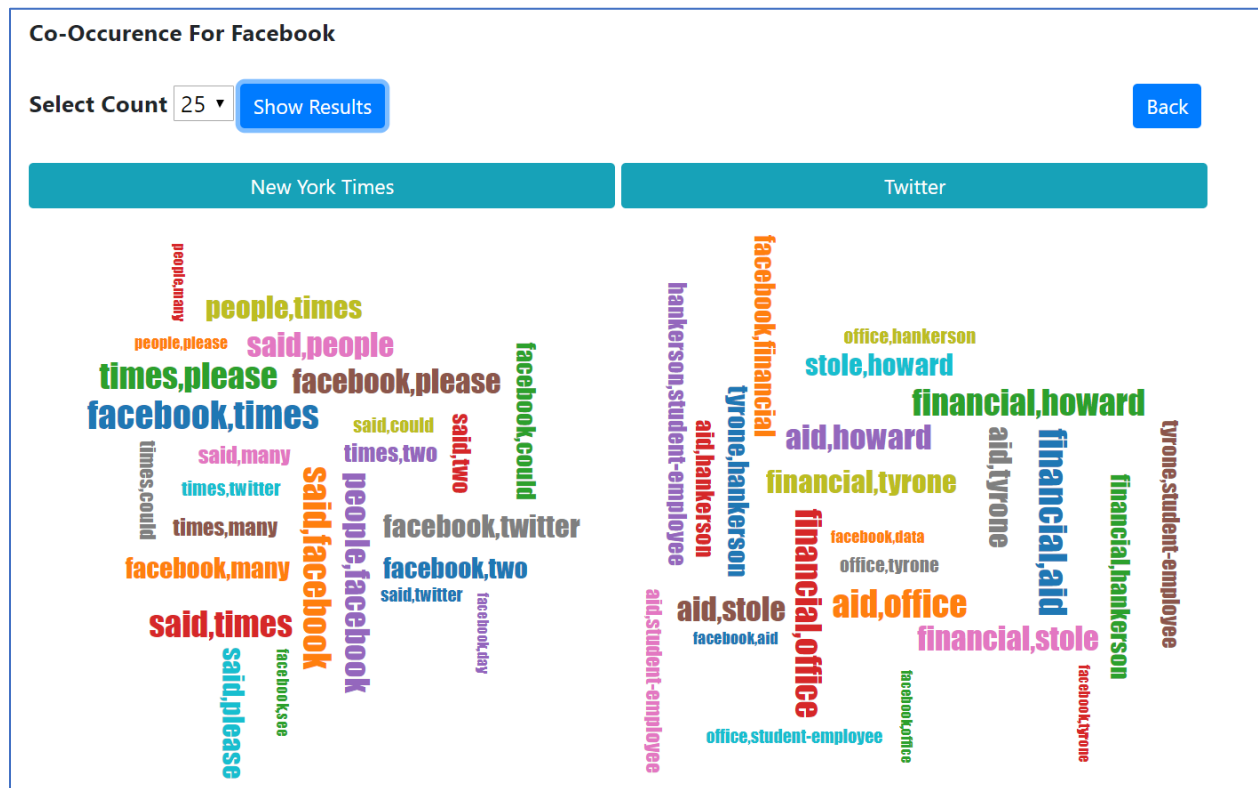 Co-Occurence For Facebook
Select Count 25 Show Results Back
New York Times
people,many
people,times
people,please
said,people
times,please
facebook,please
facebook,could
facebook,times
said,could
said,two
times,could
said,many
times,two
times,twitter
said,facebook
people,facebook
times,many
facebook,twitter
facebook,many
facebook,two
said,twitter
facebook,day
said,times
said,please
facebook,see
Twitter
facebook,financial
hankerson,student-employee
office,hankerson
stole,howard
tyrone,hankerson
financial,howard
aid,hankerson
aid,howard
aid,tyrone
financial,aid
tyrone,student-employee
financial,tyrone
financial,hankerson
financial,office
facebook,data
office,tyrone
aid,student-employee
aid,stole
aid,office
facebook,aid
financial,stole
facebook,office
facebook,tyrone
office,student-employee